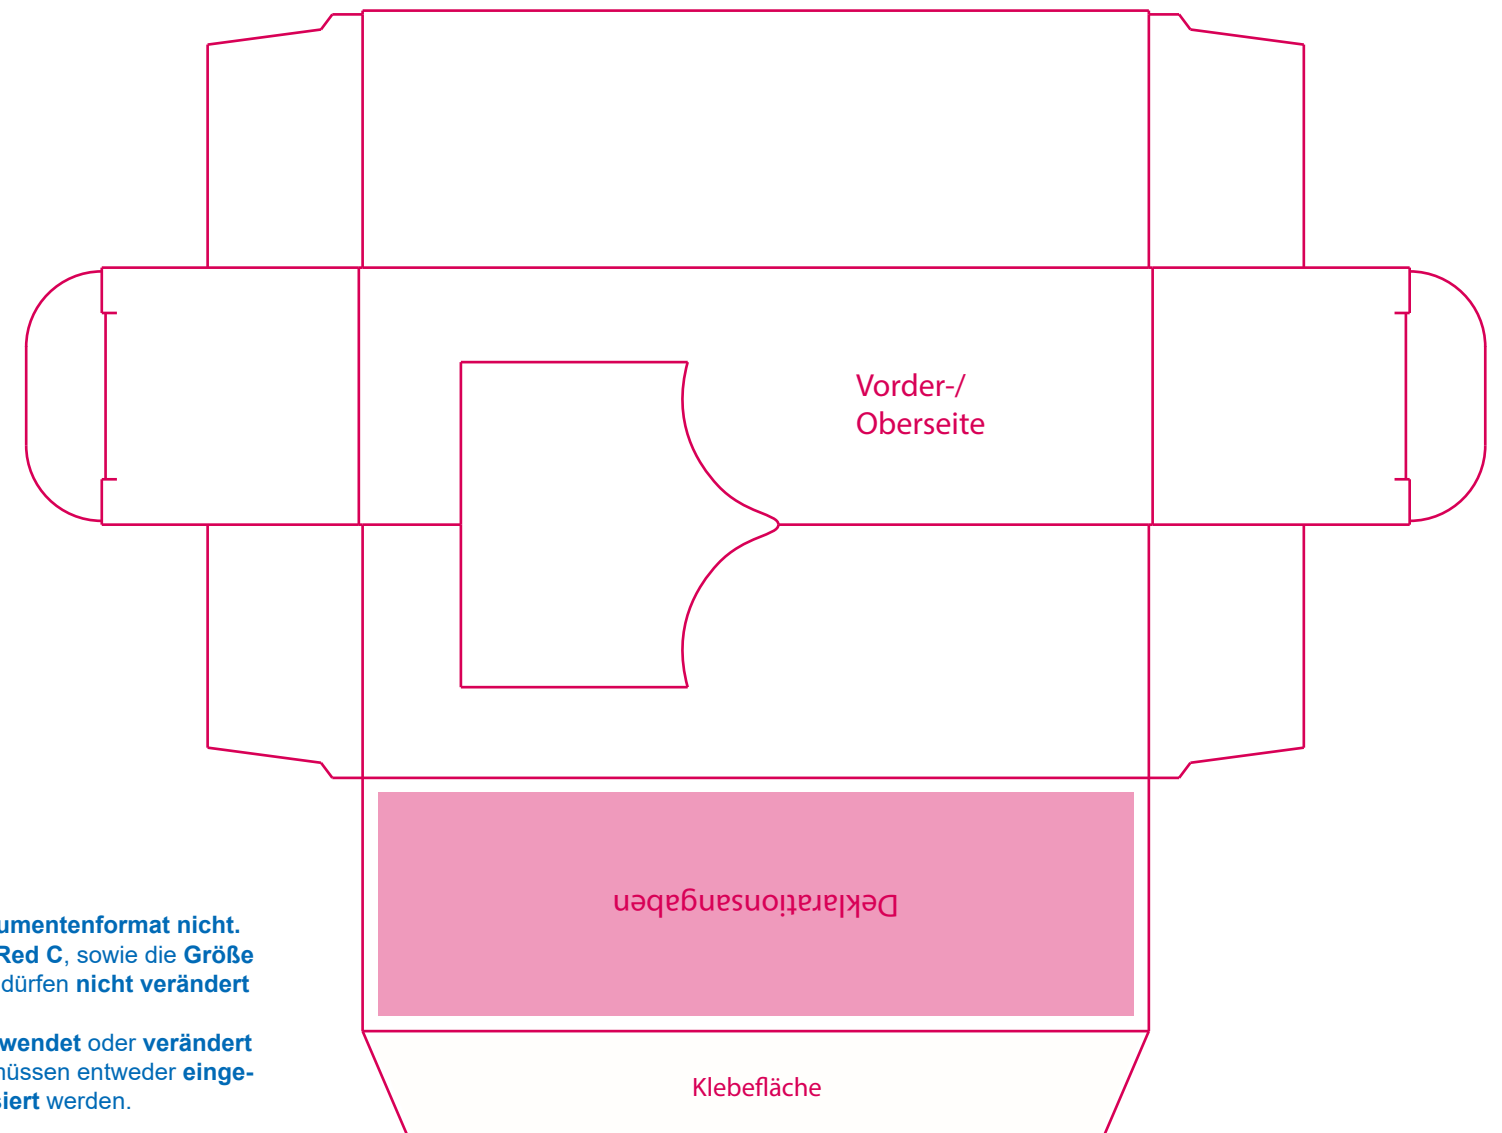 Vorder-/
Oberseite
Deklarationsangaben
umentenformat nicht.
Red C, sowie die Größe
dürfen nicht verändert
wendet oder verändert
nüssen entweder einge-
siert werden.
Klebefläche